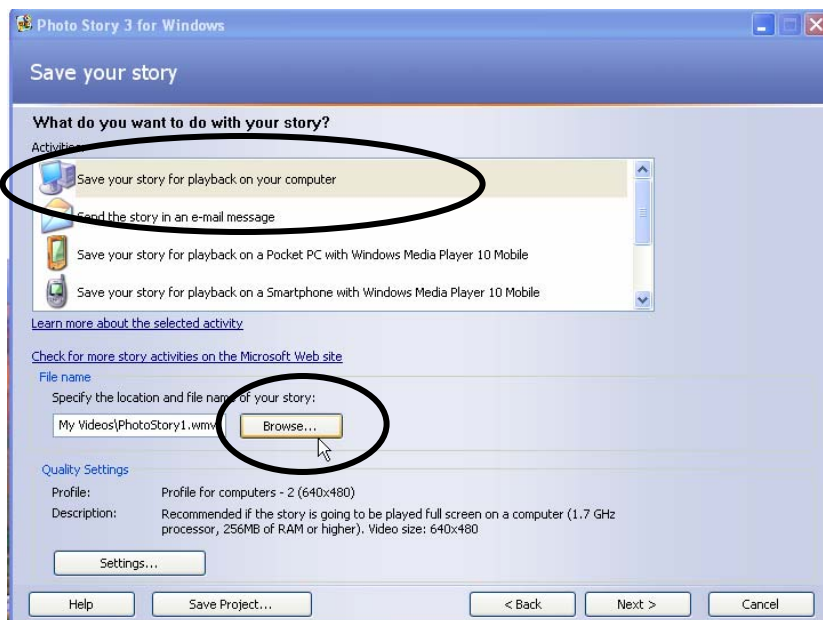 Photo Story 3 for Windows
Save your story
What do you want to do with your story?
Activities:
Save your story for playback on your computer
Send the story in an e-mail message
Save your story for playback on a Pocket PC with Windows Media Player 10 Mobile
Save your story for playback on a Smartphone with Windows Media Player 10 Mobile
Learn more about the selected activity
Check for more story activities on the Microsoft Web site
File name
Specify the location and file name of your story:
My Videos\PhotoStory1.wmv Browse...
Quality Settings
Profile: Profile for computers - 2 (640x480)
Description: Recommended if the story is going to be played full screen on a computer (1.7 GHz
processor, 256MB of RAM or higher). Video size: 640x480
Settings...
Help Save Project... < Back Next > Cancel